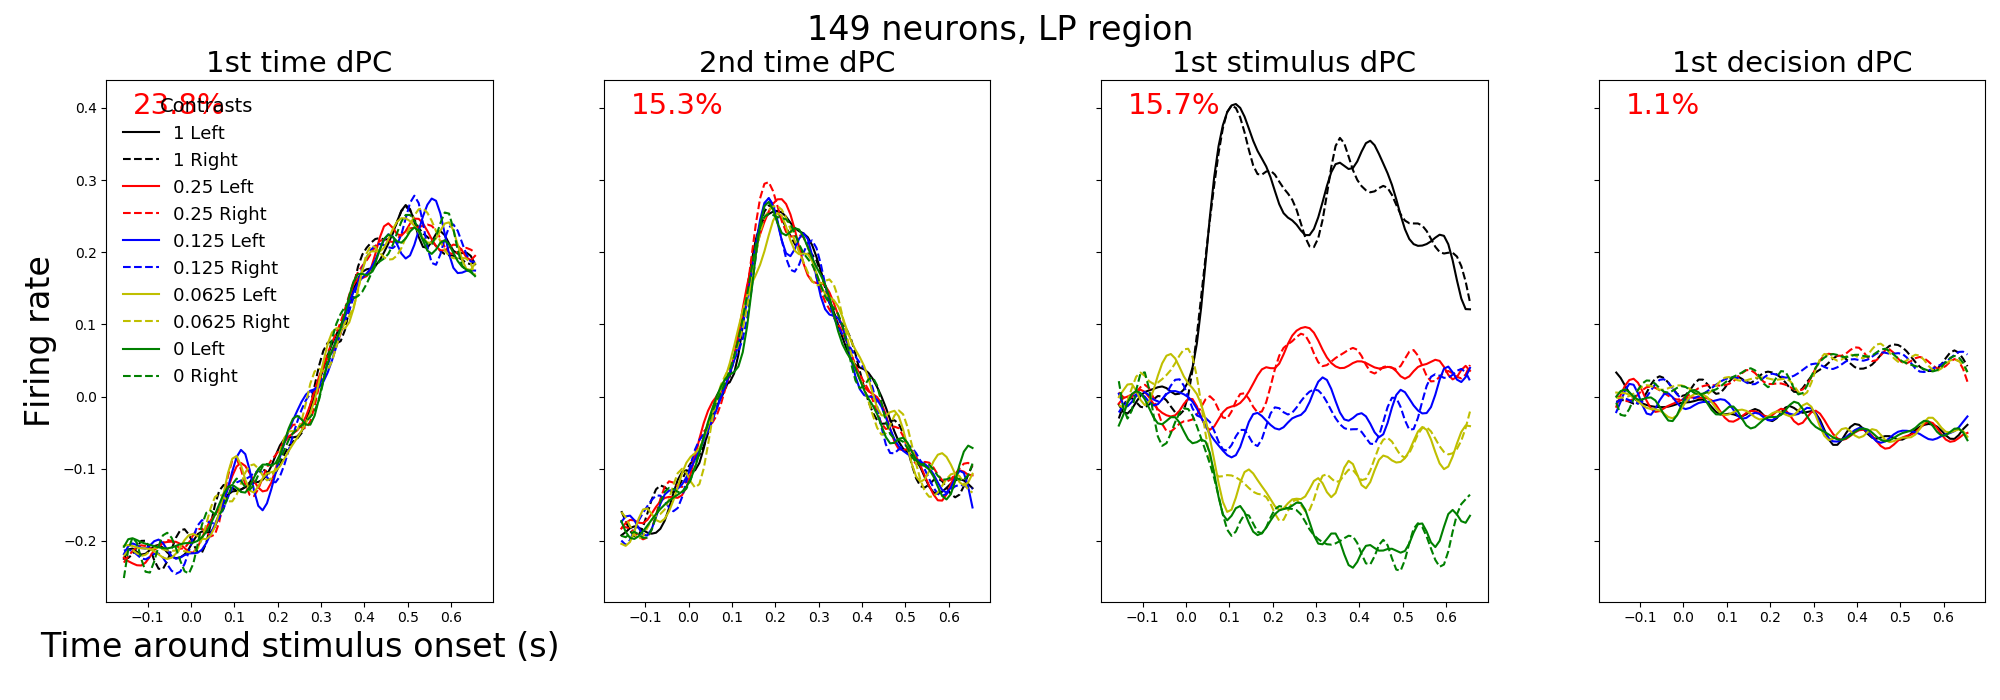 149 neurons, LP region
1st time dPC
2nd time dPC
1st stimulus dPC
1st decision dPC
23.8%
15.3%
15.7%
1.1%
Contrasts
1 Left
1 Right
0.25 Left
0.25 Right
0.125 Left
0.125 Right
0.0625 Left
0.0625 Right
0 Left
0 Right
Firing rate
0.4
0.3
0.2
0.1
0.0
−0.1
−0.2
−0.1 0.0 0.1 0.2 0.3 0.4 0.5 0.6
−0.1 0.0 0.1 0.2 0.3 0.4 0.5 0.6
−0.1 0.0 0.1 0.2 0.3 0.4 0.5 0.6
−0.1 0.0 0.1 0.2 0.3 0.4 0.5 0.6
Time around stimulus onset (s)